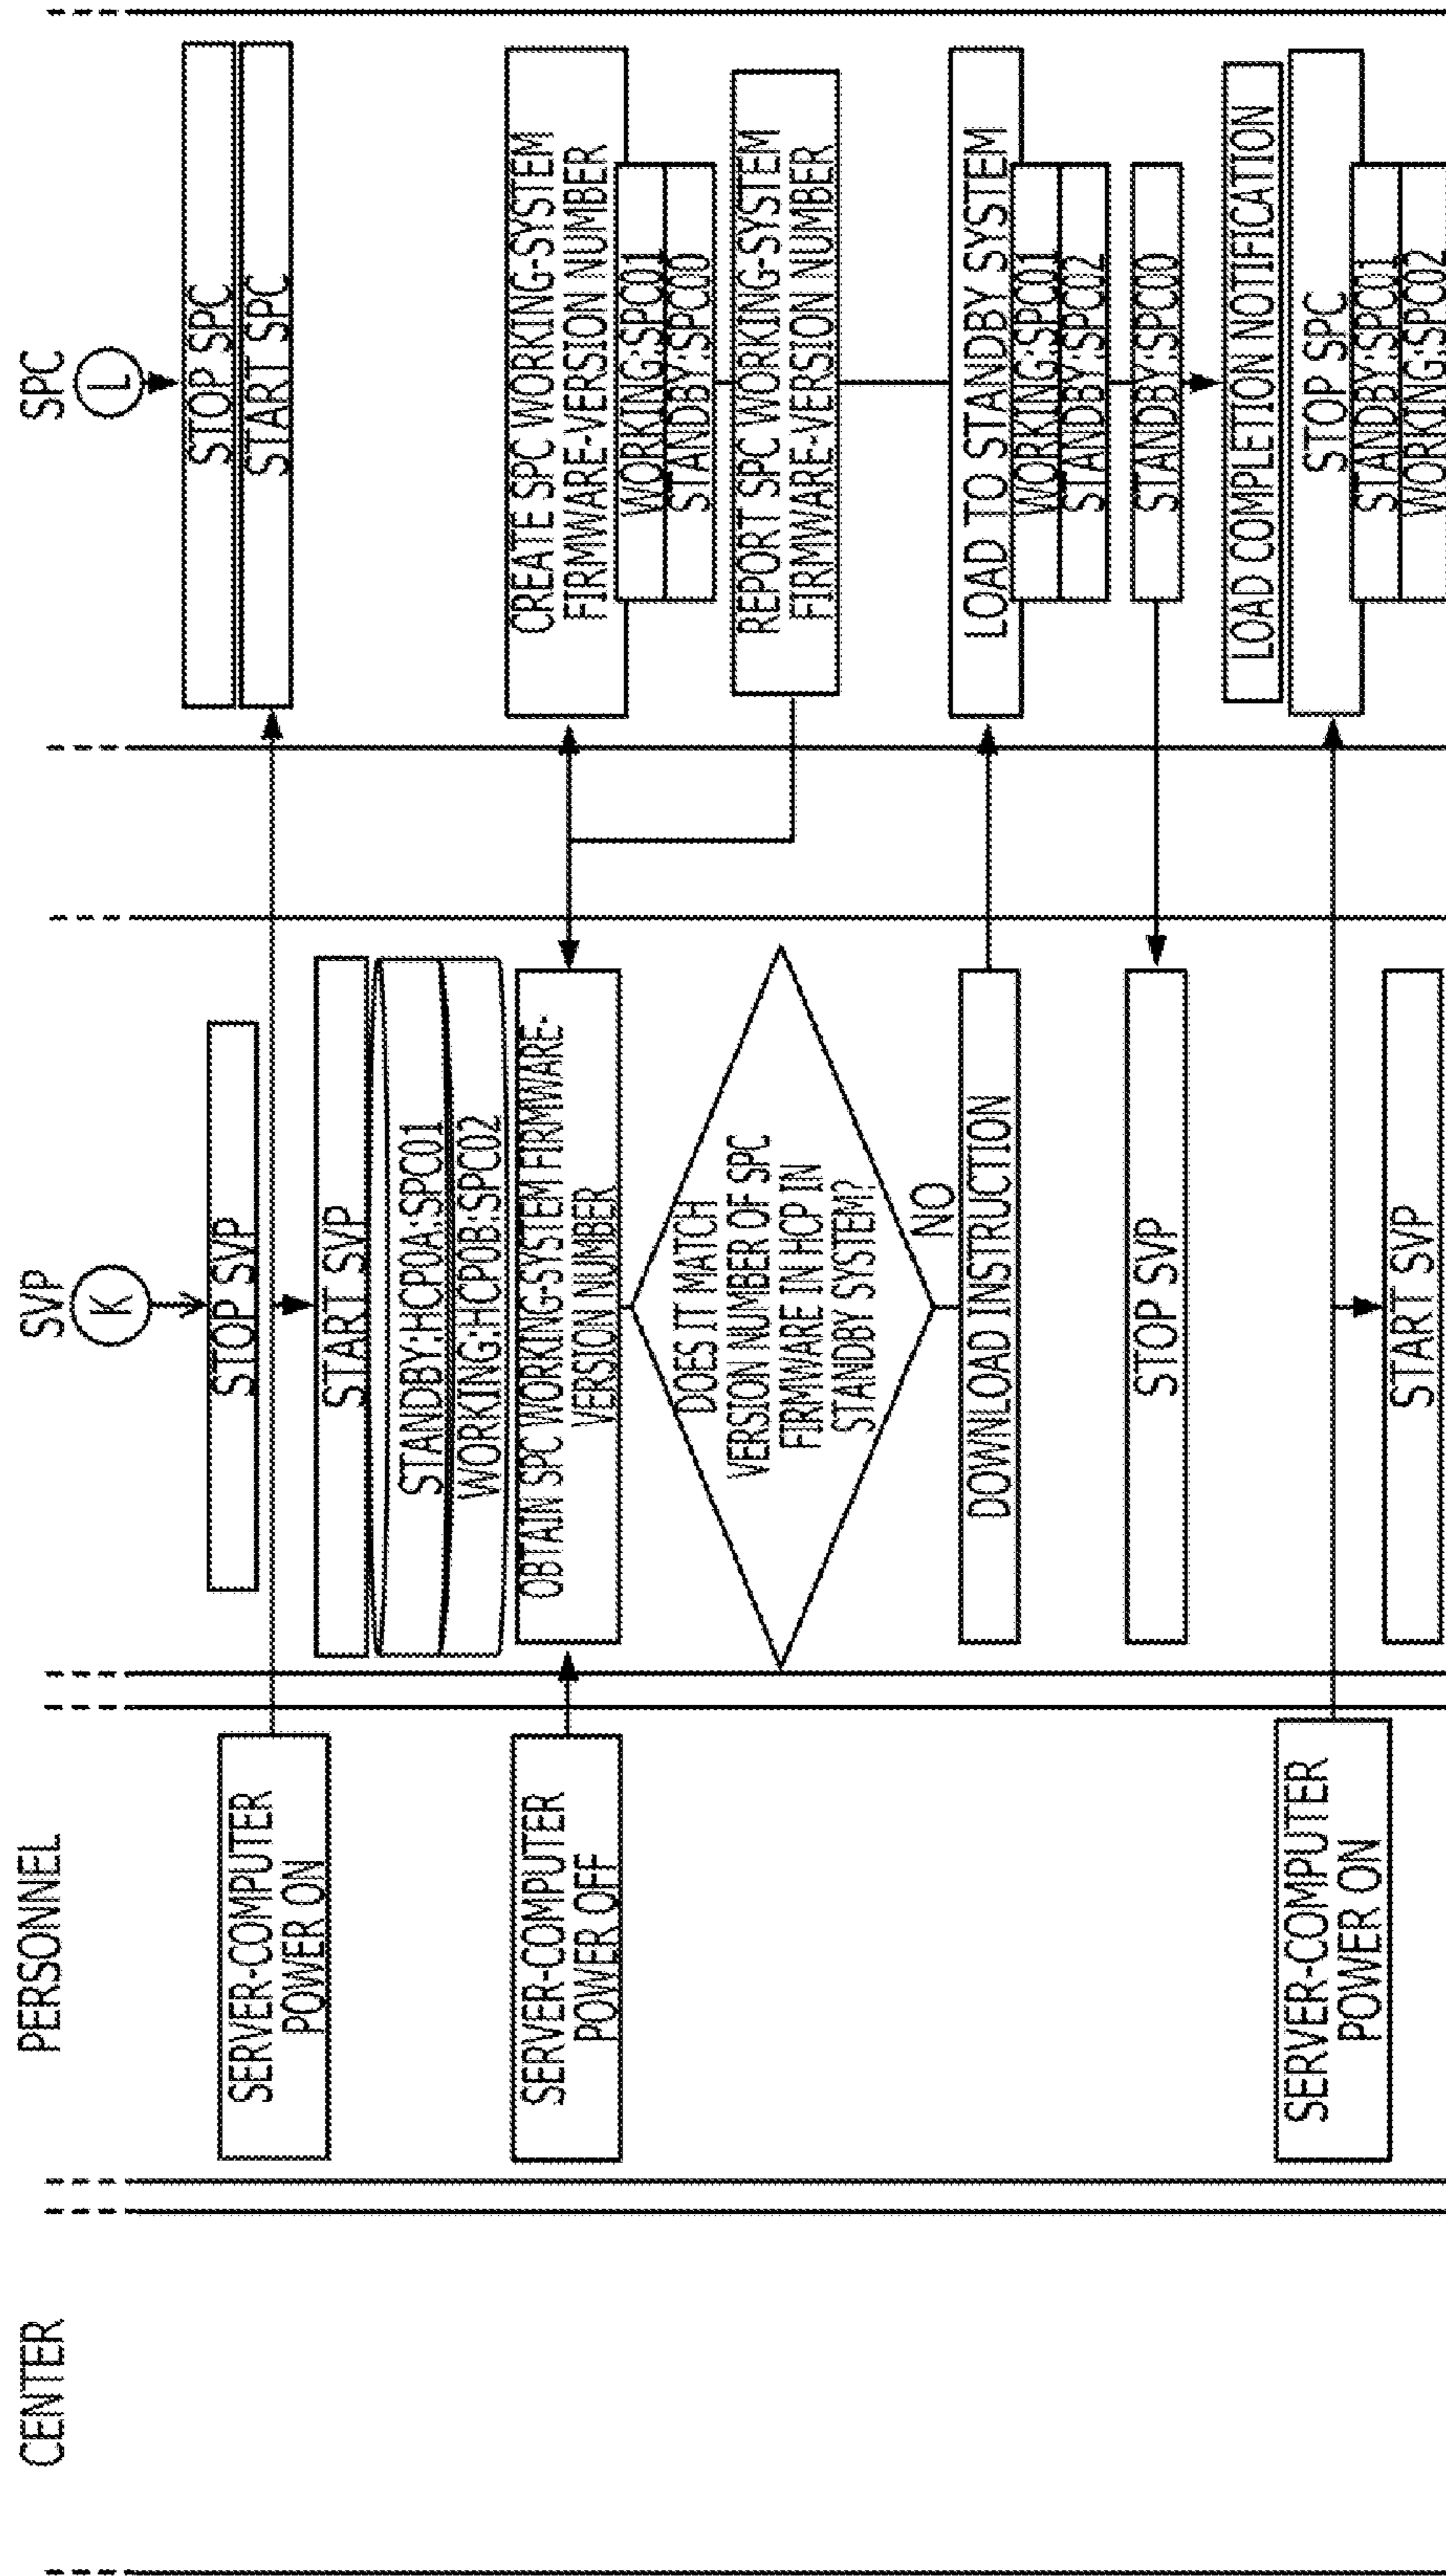 CENTER
PERSONNEL
SERVER-COMPUTER
POWER ON
SERVER-COMPUTER
POWER OFF
SERVER-COMPUTER
POWER ON
SVP
K
STOP SVP
START SVP
STANDBY:HCP0A:SPC01
WORKING:HCP0B:SPC02
OBTAIN SPC WORKING-SYSTEM FIRMWARE-
VERSION NUMBER
DOES IT MATCH
VERSION NUMBER OF SPC
FIRMWARE IN HCP IN
STANDBY SYSTEM?
NO
DOWNLOAD INSTRUCTION
STOP SVP
START SVP
SPC
L
STOP SPC
START SPC
CREATE SPC WORKING-SYSTEM
FIRMWARE-VERSION NUMBER
WORKING:SPC01
STANDBY:SPC00
REPORT SPC WORKING-SYSTEM
FIRMWARE-VERSION NUMBER
LOAD TO STANDBY SYSTEM
WORKING:SPC01
STANDBY:SPC02
STANDBY:SPC00
LOAD COMPLETION NOTIFICATION
STOP SPC
STANDBY:SPC01
WORKING:SPC02